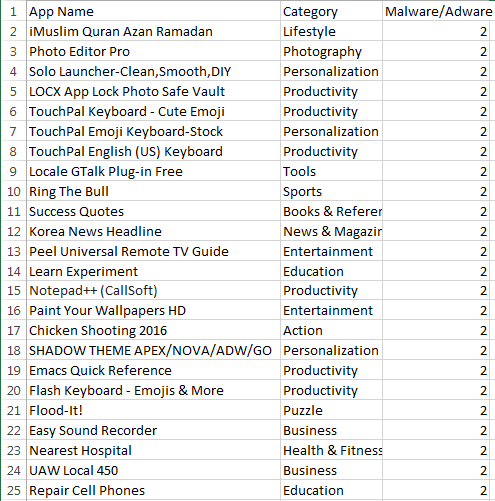 1 App Name Category Malware/Adware
2 iMuslim Quran Azan Ramadan Lifestyle 2
3 Photo Editor Pro Photography 2
4 Solo Launcher-Clean,Smooth,DIY Personalization 2
5 LOCX App Lock Photo Safe Vault Productivity 2
6 TouchPal Keyboard - Cute Emoji Productivity 2
7 TouchPal Emoji Keyboard-Stock Personalization 2
8 TouchPal English (US) Keyboard Productivity 2
9 Locale GTalk Plug-in Free Tools 2
10 Ring The Bull Sports 2
11 Success Quotes Books & Referer 2
12 Korea News Headline News & Magazir 2
13 Peel Universal Remote TV Guide Entertainment 2
14 Learn Experiment Education 2
15 Notepad++ (CallSoft) Productivity 2
16 Paint Your Wallpapers HD Entertainment 2
17 Chicken Shooting 2016 Action 2
18 SHADOW THEME APEX/NOVA/ADW/GO Personalization 2
19 Emacs Quick Reference Productivity 2
20 Flash Keyboard - Emojis & More Productivity 2
21 Flood-It! Puzzle 2
22 Easy Sound Recorder Business 2
23 Nearest Hospital Health & Fitness 2
24 UAW Local 450 Business 2
25 Repair Cell Phones Education 2